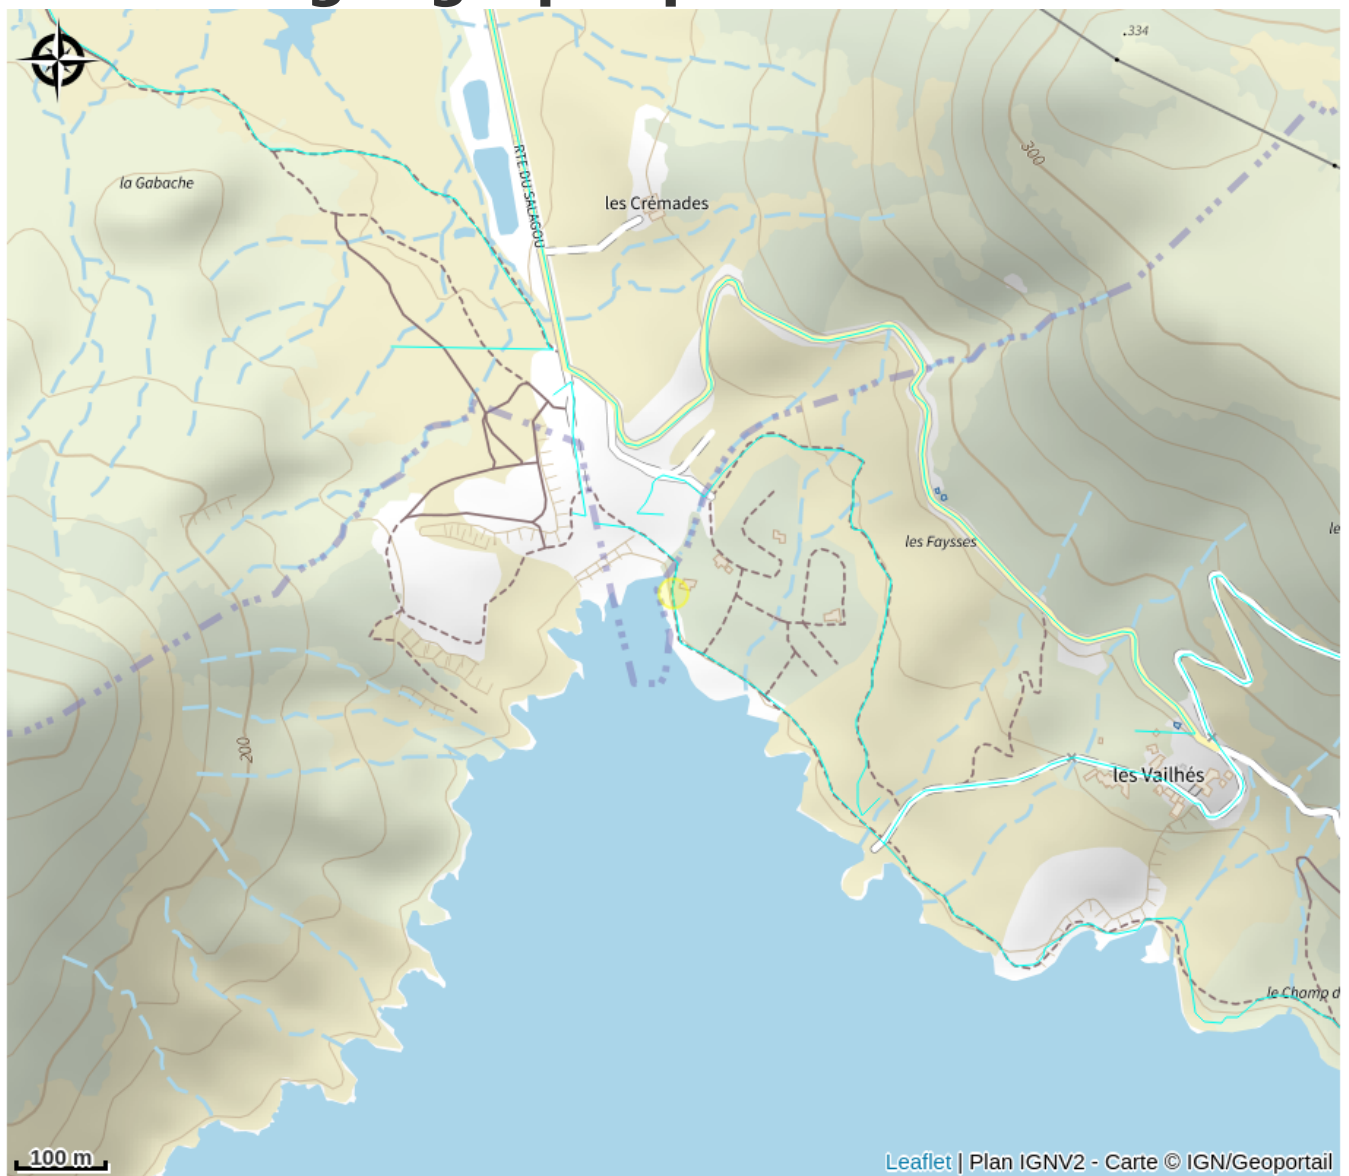 .334
300
RTE DU SALAGOU
la Gabache
les Crémades
les Faysses
le
200
les Vailhés
le Champ d
100 m
Leaflet | Plan IGNV2 - Carte © IGN/Geoportail